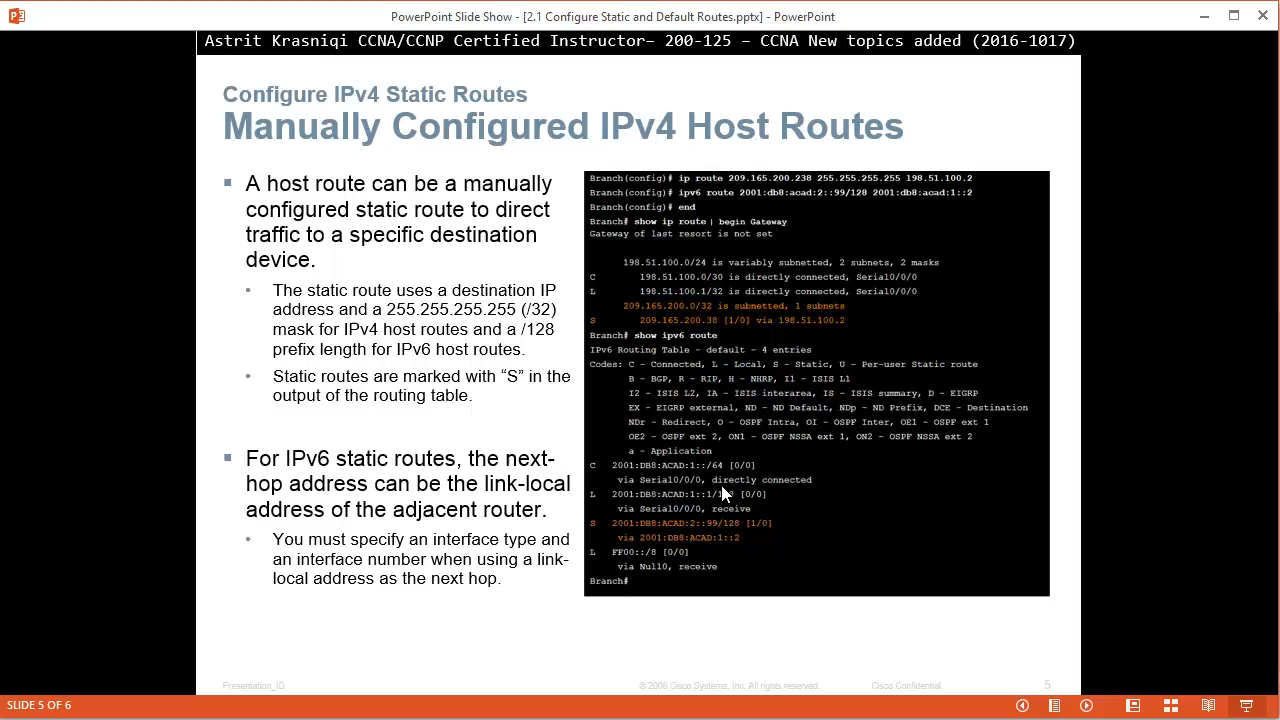 PowerPoint Slide Show - [2.1 Configure Static and Default Routes.pptx] - PowerPoint
Astrit Krasniqi CCNA/CCNP Certified Instructor– 200-125 – CCNA New topics added (2016-1017)
Configure IPv4 Static Routes
Manually Configured IPv4 Host Routes
A host route can be a manually
configured static route to direct
traffic to a specific destination
device.
The static route uses a destination IP
address and a 255.255.255.255 (/32)
mask for IPv4 host routes and a /128
prefix length for IPv6 host routes.
Static routes are marked with “S” in the
output of the routing table.
For IPv6 static routes, the next-
hop address can be the link-local
address of the adjacent router.
You must specify an interface type and
an interface number when using a link-
local address as the next hop.
Branch(config)# ip route 209.165.200.238 255.255.255.255 198.51.100.2
Branch(config)# ipv6 route 2001:db8:acad:2::99/128 2001:db8:acad:1::2
Branch(config)# end
Branch# show ip route | begin Gateway
Gateway of last resort is not set
198.51.100.0/24 is variably subnetted, 2 subnets, 2 masks
C 198.51.100.0/30 is directly connected, Serial0/0/0
L 198.51.100.1/32 is directly connected, Serial0/0/0
209.165.200.0/32 is subnetted, 1 subnets
S 209.165.200.38 [1/0] via 198.51.100.2
Branch# show ipv6 route
IPv6 Routing Table - default - 4 entries
Codes: C - Connected, L - Local, S - Static, U - Per-user Static route
B - BGP, R - RIP, H - NHRP, I1 - ISIS L1
I2 - ISIS L2, IA - ISIS interarea, IS - ISIS summary, D - EIGRP
EX - EIGRP external, ND - ND Default, NDp - ND Prefix, DCE - Destination
NDr - Redirect, O - OSPF Intra, OI - OSPF Inter, OE1 - OSPF ext 1
OE2 - OSPF ext 2, ON1 - OSPF NSSA ext 1, ON2 - OSPF NSSA ext 2
a - Application
C 2001:DB8:ACAD:1::/64 [0/0]
via Serial0/0/0, directly connected
L 2001:DB8:ACAD:1::1/128 [0/0]
via Serial0/0/0, receive
S 2001:DB8:ACAD:2::99/128 [1/0]
via 2001:DB8:ACAD:1::2
L FF00::/8 [0/0]
via Null0, receive
Branch#
Presentation_ID
© 2008 Cisco Systems, Inc. All rights reserved.
Cisco Confidential
5
SLIDE 5 OF 6